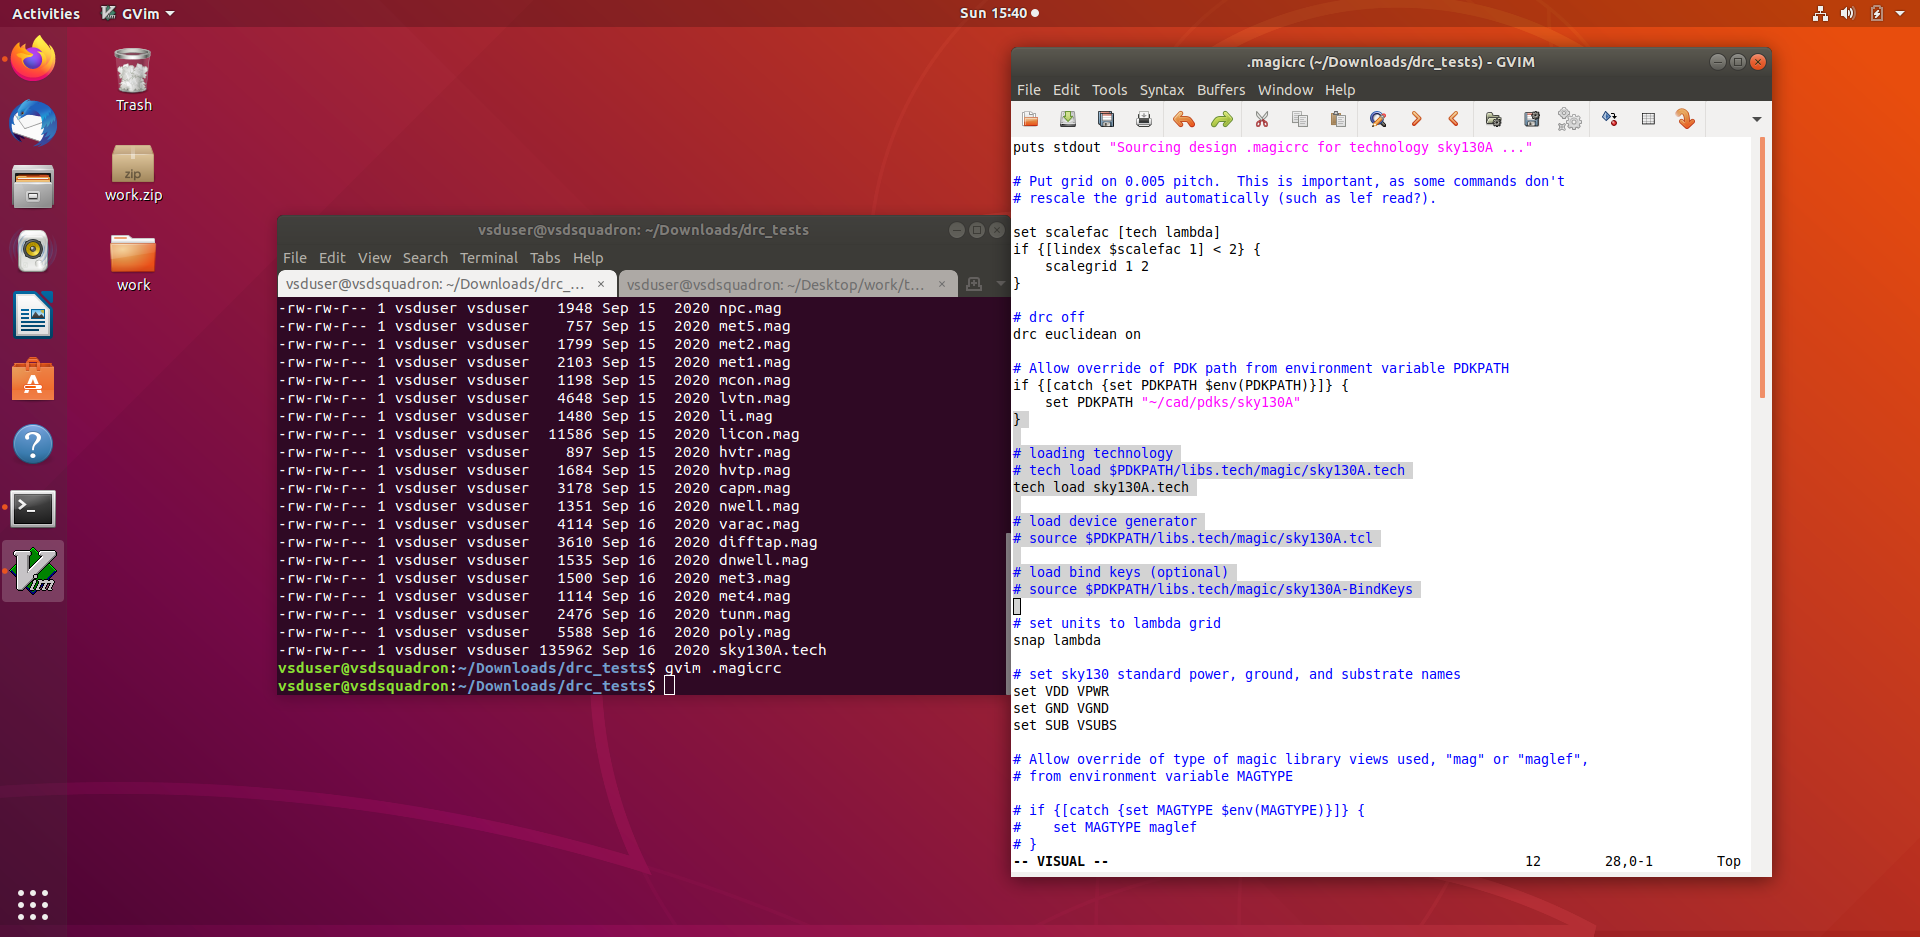 Activities
GVim
Sun 15:40
Trash
zip
work.zip
work
vsduser@vsdsquadron: ~/Downloads/drc_tests
File Edit View Search Terminal Tabs Help
vsduser@vsdsquadron: ~/Downloads/drc_...
vsduser@vsdsquadron: ~/Desktop/work/t...
-rw-rw-r-- 1 vsduser vsduser   1948 Sep 15  2020 npc.mag
-rw-rw-r-- 1 vsduser vsduser    757 Sep 15  2020 met5.mag
-rw-rw-r-- 1 vsduser vsduser   1799 Sep 15  2020 met2.mag
-rw-rw-r-- 1 vsduser vsduser   2103 Sep 15  2020 met1.mag
-rw-rw-r-- 1 vsduser vsduser   1198 Sep 15  2020 mcon.mag
-rw-rw-r-- 1 vsduser vsduser   4648 Sep 15  2020 lvtn.mag
-rw-rw-r-- 1 vsduser vsduser   1480 Sep 15  2020 li.mag
-rw-rw-r-- 1 vsduser vsduser  11586 Sep 15  2020 licon.mag
-rw-rw-r-- 1 vsduser vsduser    897 Sep 15  2020 hvtr.mag
-rw-rw-r-- 1 vsduser vsduser   1684 Sep 15  2020 hvtp.mag
-rw-rw-r-- 1 vsduser vsduser   3178 Sep 15  2020 capm.mag
-rw-rw-r-- 1 vsduser vsduser   1351 Sep 16  2020 nwell.mag
-rw-rw-r-- 1 vsduser vsduser   4114 Sep 16  2020 varac.mag
-rw-rw-r-- 1 vsduser vsduser   3610 Sep 16  2020 difftap.mag
-rw-rw-r-- 1 vsduser vsduser   1535 Sep 16  2020 dnwell.mag
-rw-rw-r-- 1 vsduser vsduser   1500 Sep 16  2020 met3.mag
-rw-rw-r-- 1 vsduser vsduser   1114 Sep 16  2020 met4.mag
-rw-rw-r-- 1 vsduser vsduser   2476 Sep 16  2020 tunm.mag
-rw-rw-r-- 1 vsduser vsduser   5588 Sep 16  2020 poly.mag
-rw-rw-r-- 1 vsduser vsduser 135962 Sep 16  2020 sky130A.tech
vsduser@vsdsquadron:~/Downloads/drc_tests$ gvim .magicrc
vsduser@vsdsquadron:~/Downloads/drc_tests$
.magicrc (~/Downloads/drc_tests) - GVIM
File Edit Tools Syntax Buffers Window Help
puts stdout "Sourcing design .magicrc for technology sky130A ..."
# Put grid on 0.005 pitch.  This is important, as some commands don't
# rescale the grid automatically (such as lef read?).
set scalefac [tech lambda]
if {[lindex $scalefac 1] < 2} {
    scalegrid 1 2
}
# drc off
drc euclidean on
# Allow override of PDK path from environment variable PDKPATH
if {[catch {set PDKPATH $env(PDKPATH)}]} {
    set PDKPATH "~/cad/pdks/sky130A"
}
# loading technology
# tech load $PDKPATH/libs.tech/magic/sky130A.tech
tech load sky130A.tech
# load device generator
# source $PDKPATH/libs.tech/magic/sky130A.tcl
# load bind keys (optional)
# source $PDKPATH/libs.tech/magic/sky130A-BindKeys
# set units to lambda grid
snap lambda
# set sky130 standard power, ground, and substrate names
set VDD VPWR
set GND VGND
set SUB VSUBS
# Allow override of type of magic library views used, "mag" or "maglef",
# from environment variable MAGTYPE
# if {[catch {set MAGTYPE $env(MAGTYPE)}]} {
#    set MAGTYPE maglef
# }
-- VISUAL -- 12 28,0-1 Top